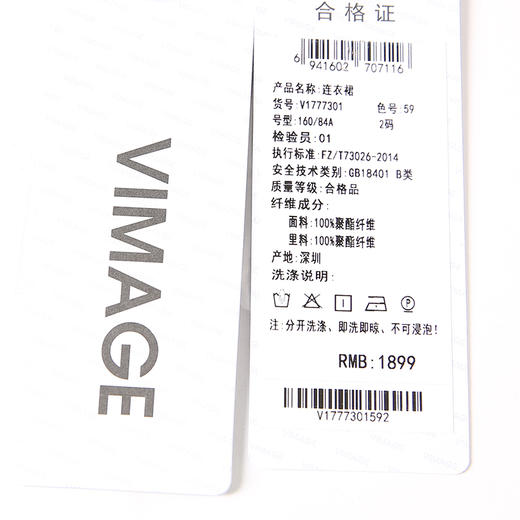 VIMAGE
合格证
6 941602 707116
产品名称:连衣裙
货号:V1777301 色号:59
号型:160/84A 2码
检验员:01
执行标准:FZ/T73026-2014
安全技术类别:GB18401 B类
质量等级:合格品
纤维成分:
面料:100%聚酯纤维
里料:100%聚酯纤维
产地:深圳
洗涤说明:
P
注:分开洗涤、即洗即晾、不可浸泡!
RMB:1899
V1777301592